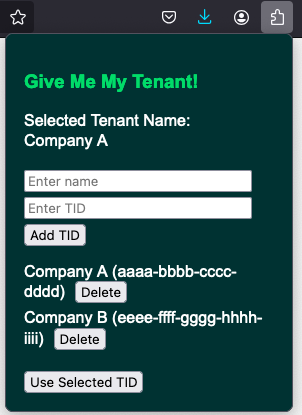 Give Me My Tenant!
Selected Tenant Name:
Company A
Enter name
Enter TID
Add TID
Company A (aaaa-bbbb-cccc-
dddd) Delete
Company B (eeee-ffff-gggg-hhhh-
iiii) Delete
Use Selected TID